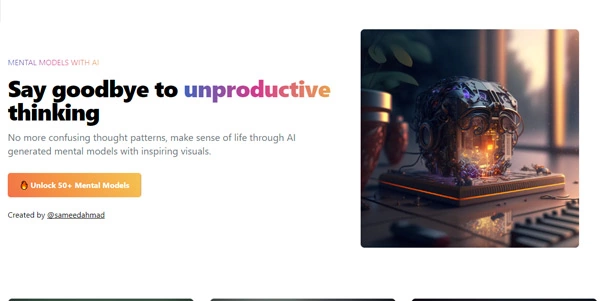 MENTAL MODELS WITH AI
Say goodbye to unproductive
thinking
No more confusing thought patterns, make sense of life through AI
generated mental models with inspiring visuals.
🔥 Unlock 50+ Mental Models
Created by @sameedahmad